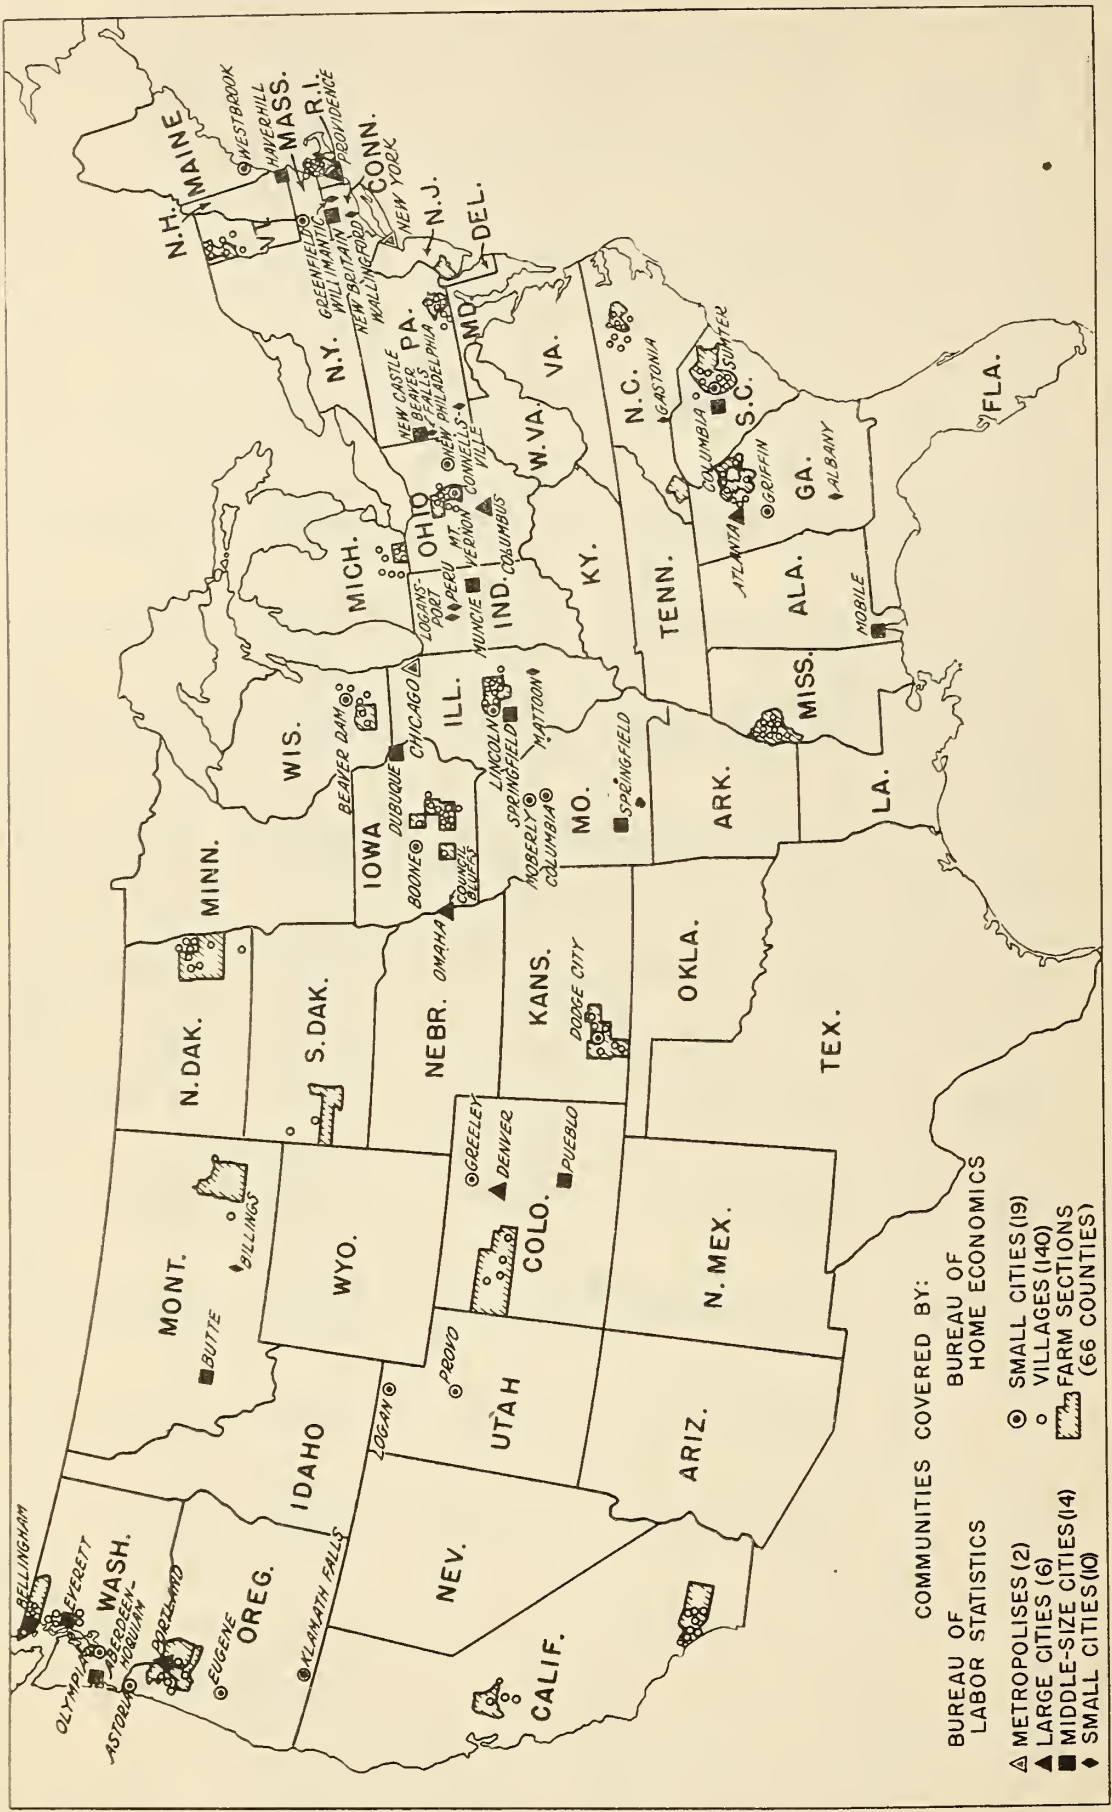 BELLINGHAM
EVERETT
WASH.
OLYMPIA
ABERDEEN-
HOQUIAM
ASTORIA
PORTLAND
EUGENE
OREG.
KLAMATH FALLS
IDAHO
MONT.
BUTTE
BILLINGS
WYO.
LOGAN
PROVO
UTAH
NEV.
CALIF.
ARIZ.
N. MEX.
COLO.
GREELEY
DENVER
PUEBLO
N. DAK.
S. DAK.
NEBR.
OMAHA
KANS.
DODGE CITY
OKLA.
TEX.
MINN.
IOWA
BOONE
DUBUQUE
COUNCIL
BLUFFS
MO.
MOBERLY
COLUMBIA
SPRINGFIELD
ARK.
LA.
WIS.
BEAVER DAM
ILL.
CHICAGO
LINCOLN
SPRINGFIELD
MATTOON
MICH.
IND.
LOGANS-
PORT
PERU
MUNCIE
OHIO
MT.
VERNON
COLUMBUS
NEW PHILADELPHIA
KY.
TENN.
MISS.
ALA.
MOBILE
GA.
ATLANTA
GRIFFIN
ALBANY
FLA.
S.C.
COLUMBIA
SUMTER
N.C.
GASTONIA
VA.
W.VA.
MD.
DEL.
N.J.
PA.
NEW CASTLE
BEAVER
FALLS
CONNELLS-
VILLE
N.Y.
NEW YORK
CONN.
WALLINGFORD
NEW BRITAIN
WILLIMANTIC
GREENFIELD
R.I.
PROVIDENCE
MASS.
HAVERHILL
VT.
N.H.
MAINE
WESTBROOK
COMMUNITIES COVERED BY:
BUREAU OF
LABOR STATISTICS
METROPOLISES (2)
LARGE CITIES (6)
MIDDLE-SIZE CITIES (14)
SMALL CITIES (10)
BUREAU OF
HOME ECONOMICS
SMALL CITIES (19)
VILLAGES (140)
FARM SECTIONS
(66 COUNTIES)